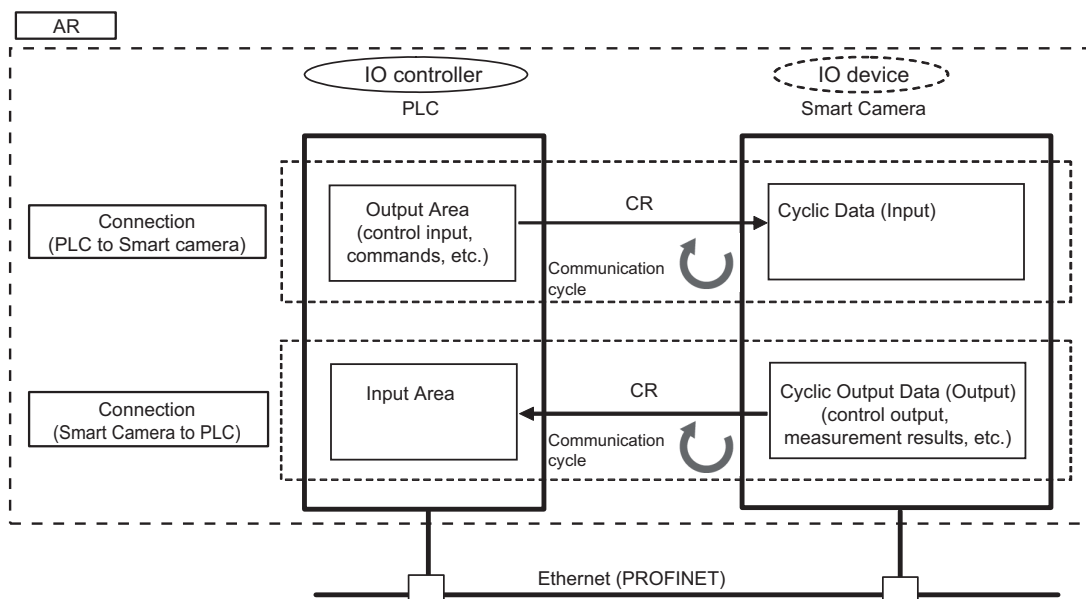 AR
IO controller
PLC
IO device
Smart Camera
Connection
(PLC to Smart camera)
Output Area
(control input,
commands, etc.)
CR
Communication
cycle
Cyclic Data (Input)
Connection
(Smart Camera to PLC)
Input Area
CR
Communication
cycle
Cyclic Output Data (Output)
(control output,
measurement results, etc.)
Ethernet (PROFINET)